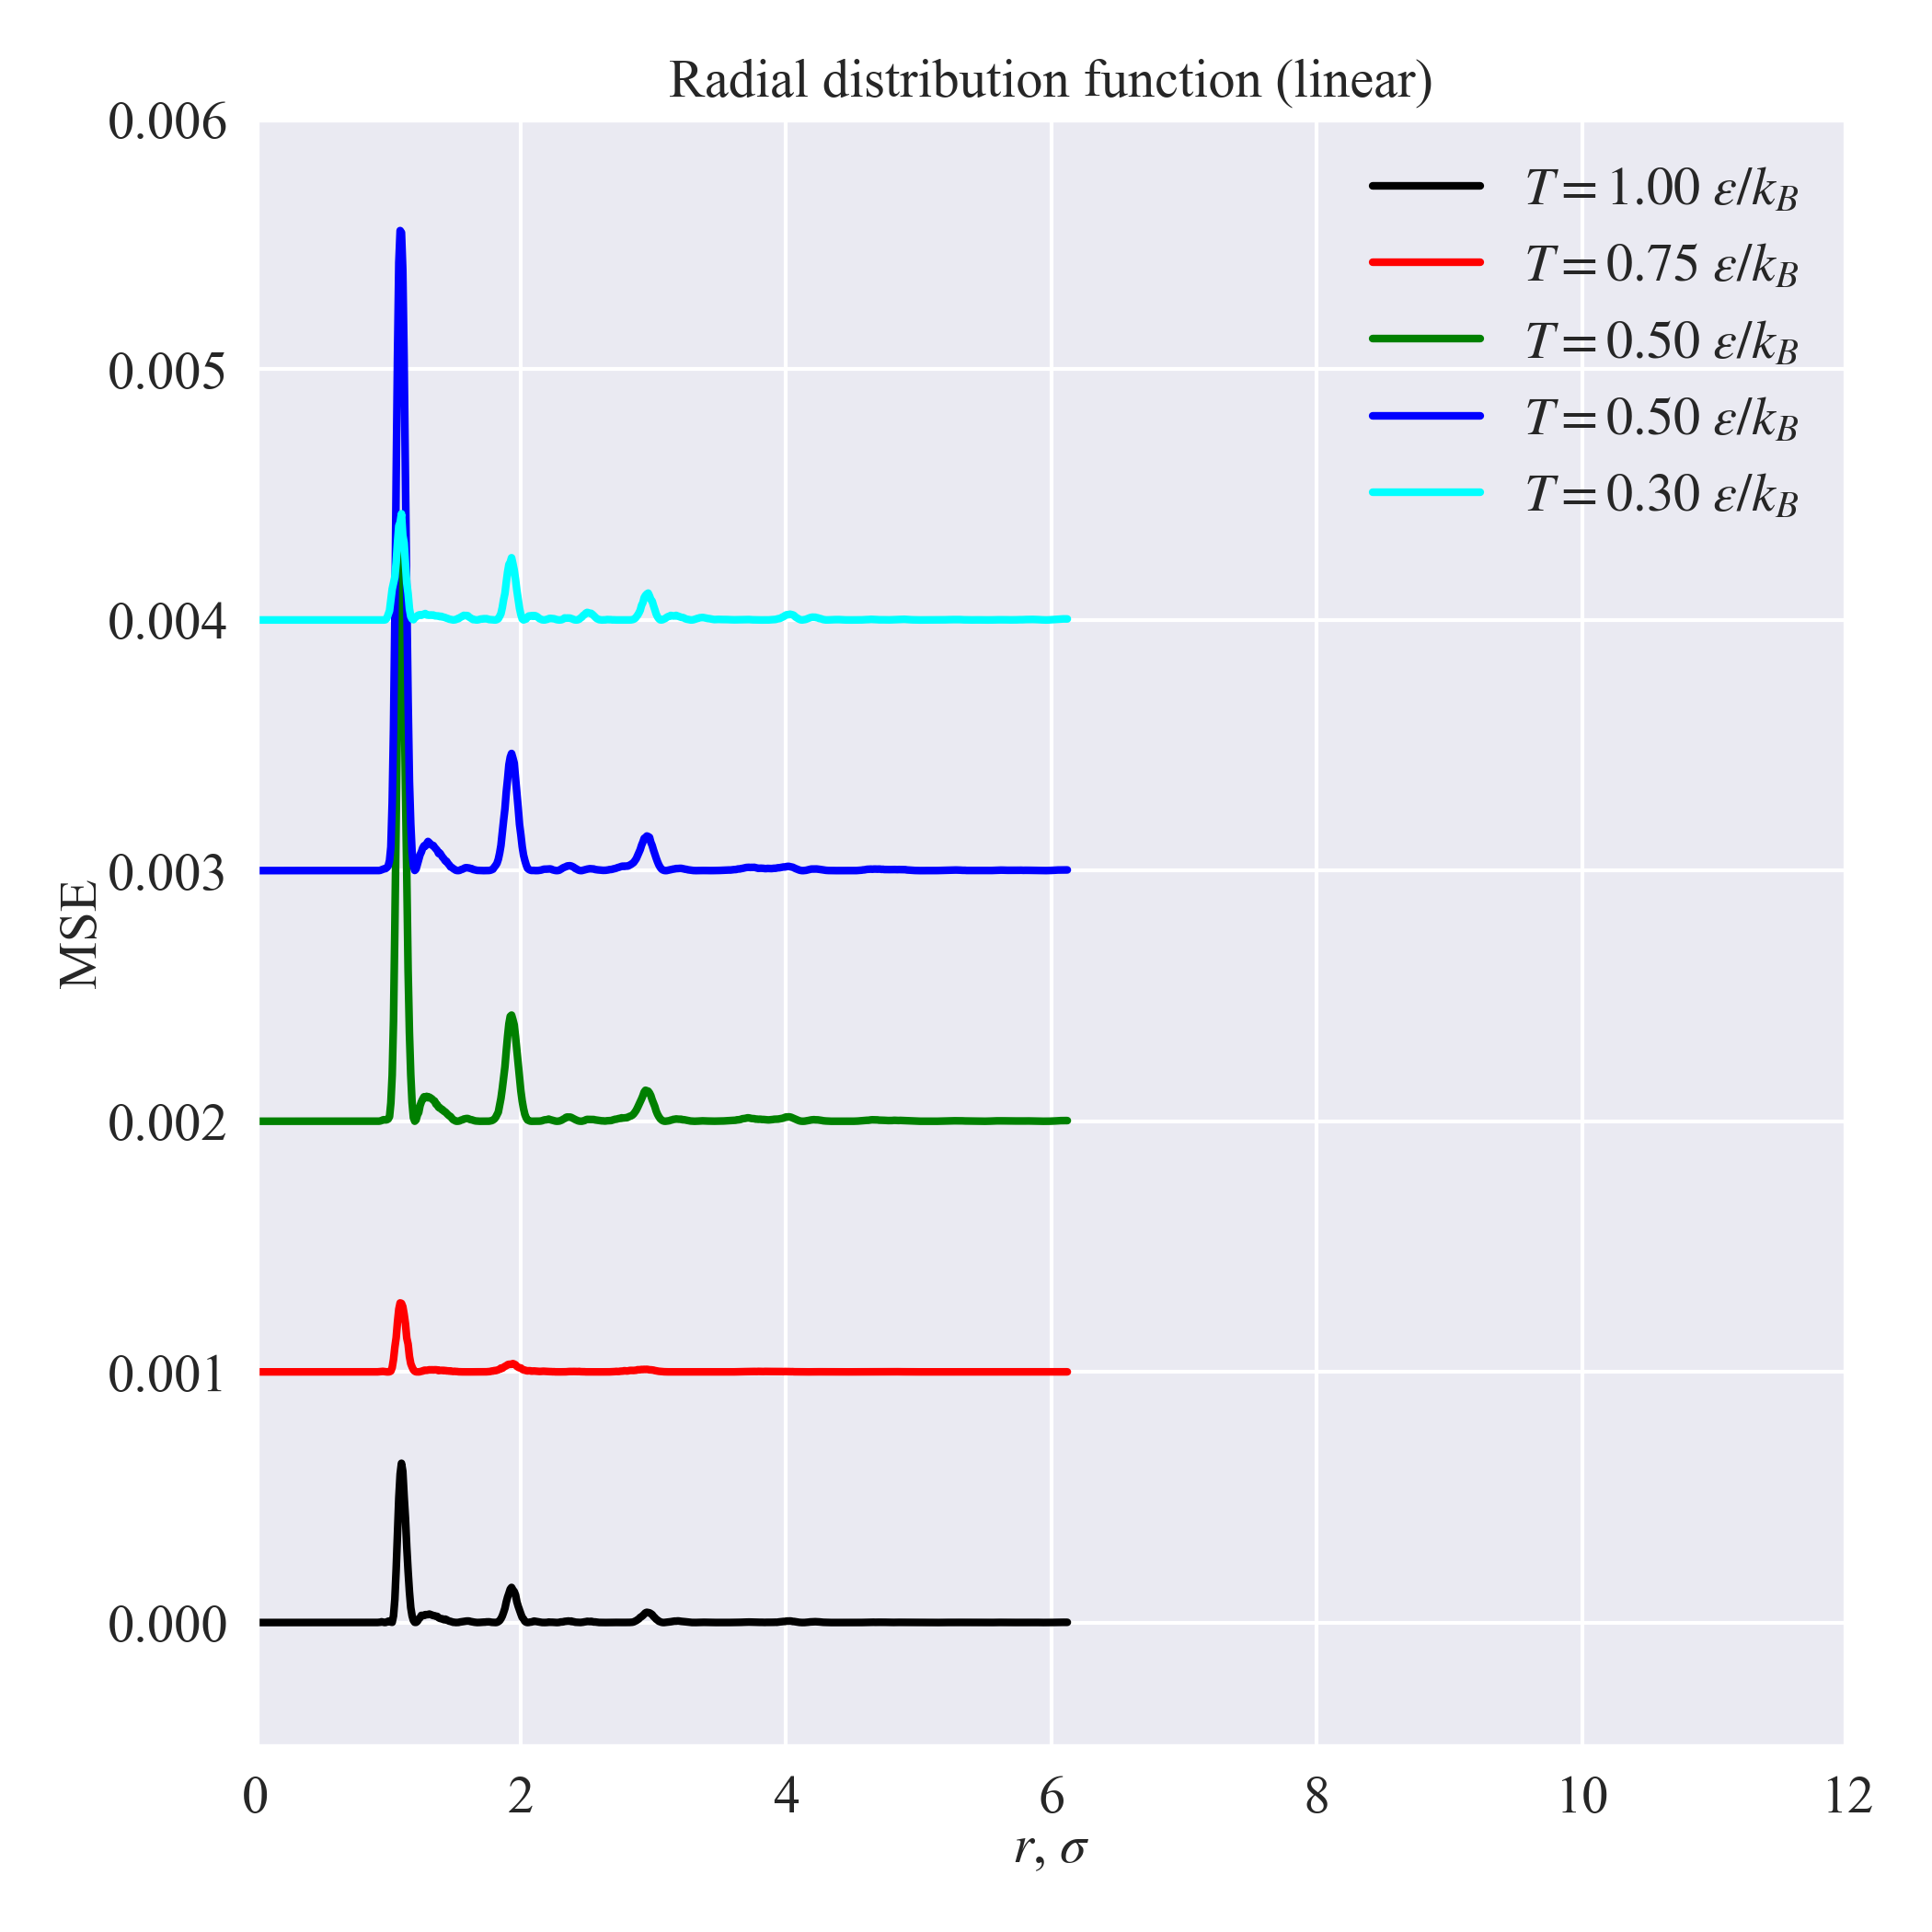 Radial distribution function (linear)
0.006
0.005
0.004
0.003
0.002
0.001
0.000
MSE
T = 1.00 ε/k_B
T = 0.75 ε/k_B
T = 0.50 ε/k_B
T = 0.50 ε/k_B
T = 0.30 ε/k_B
0 2 4 6 8 10 12
r, σ